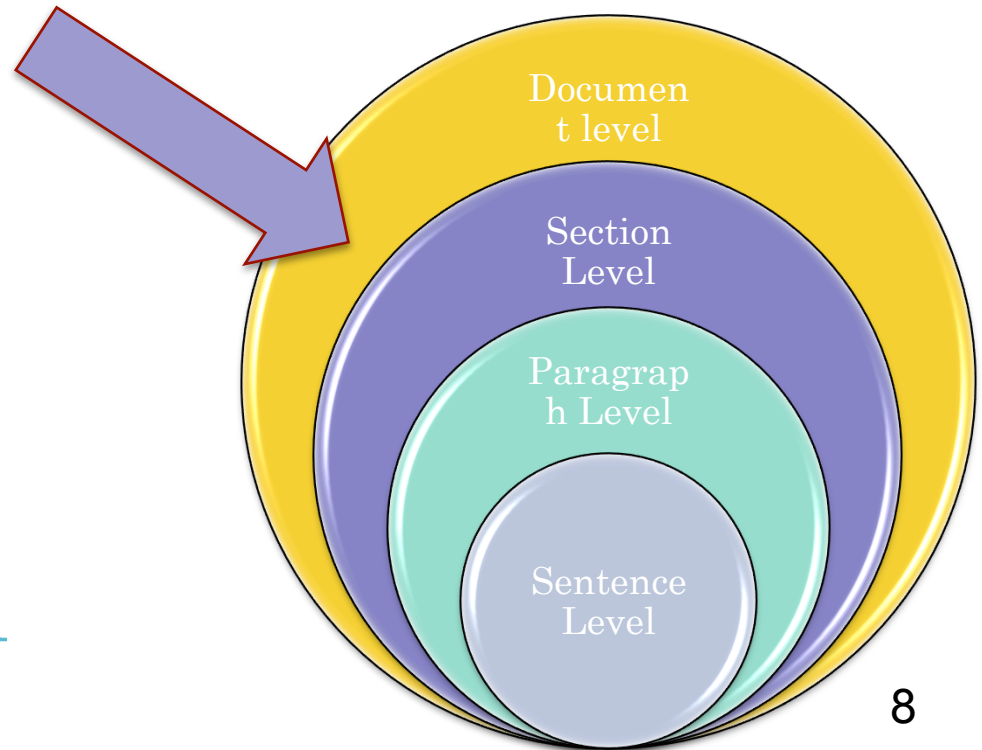 Documen
t level
Section
Level
Paragrap
h Level
Sentence
Level
8